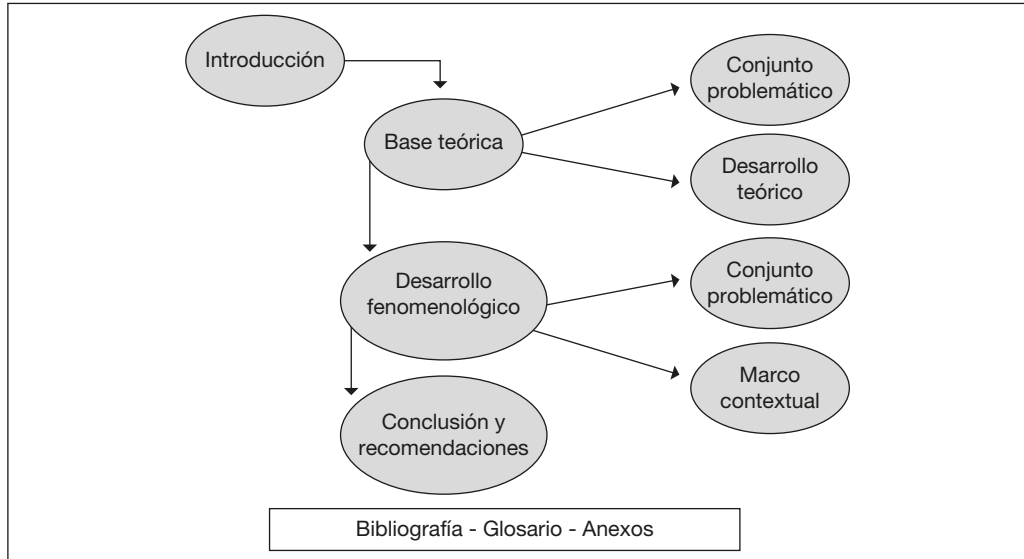 Introducción
Base teórica
Conjunto
problemático
Desarrollo
teórico
Desarrollo
fenomenológico
Conjunto
problemático
Marco
contextual
Conclusión y
recomendaciones
Bibliografía - Glosario - Anexos